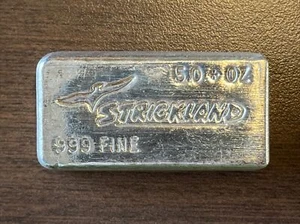 50+ OZ
STRICKLAND
999 FINE